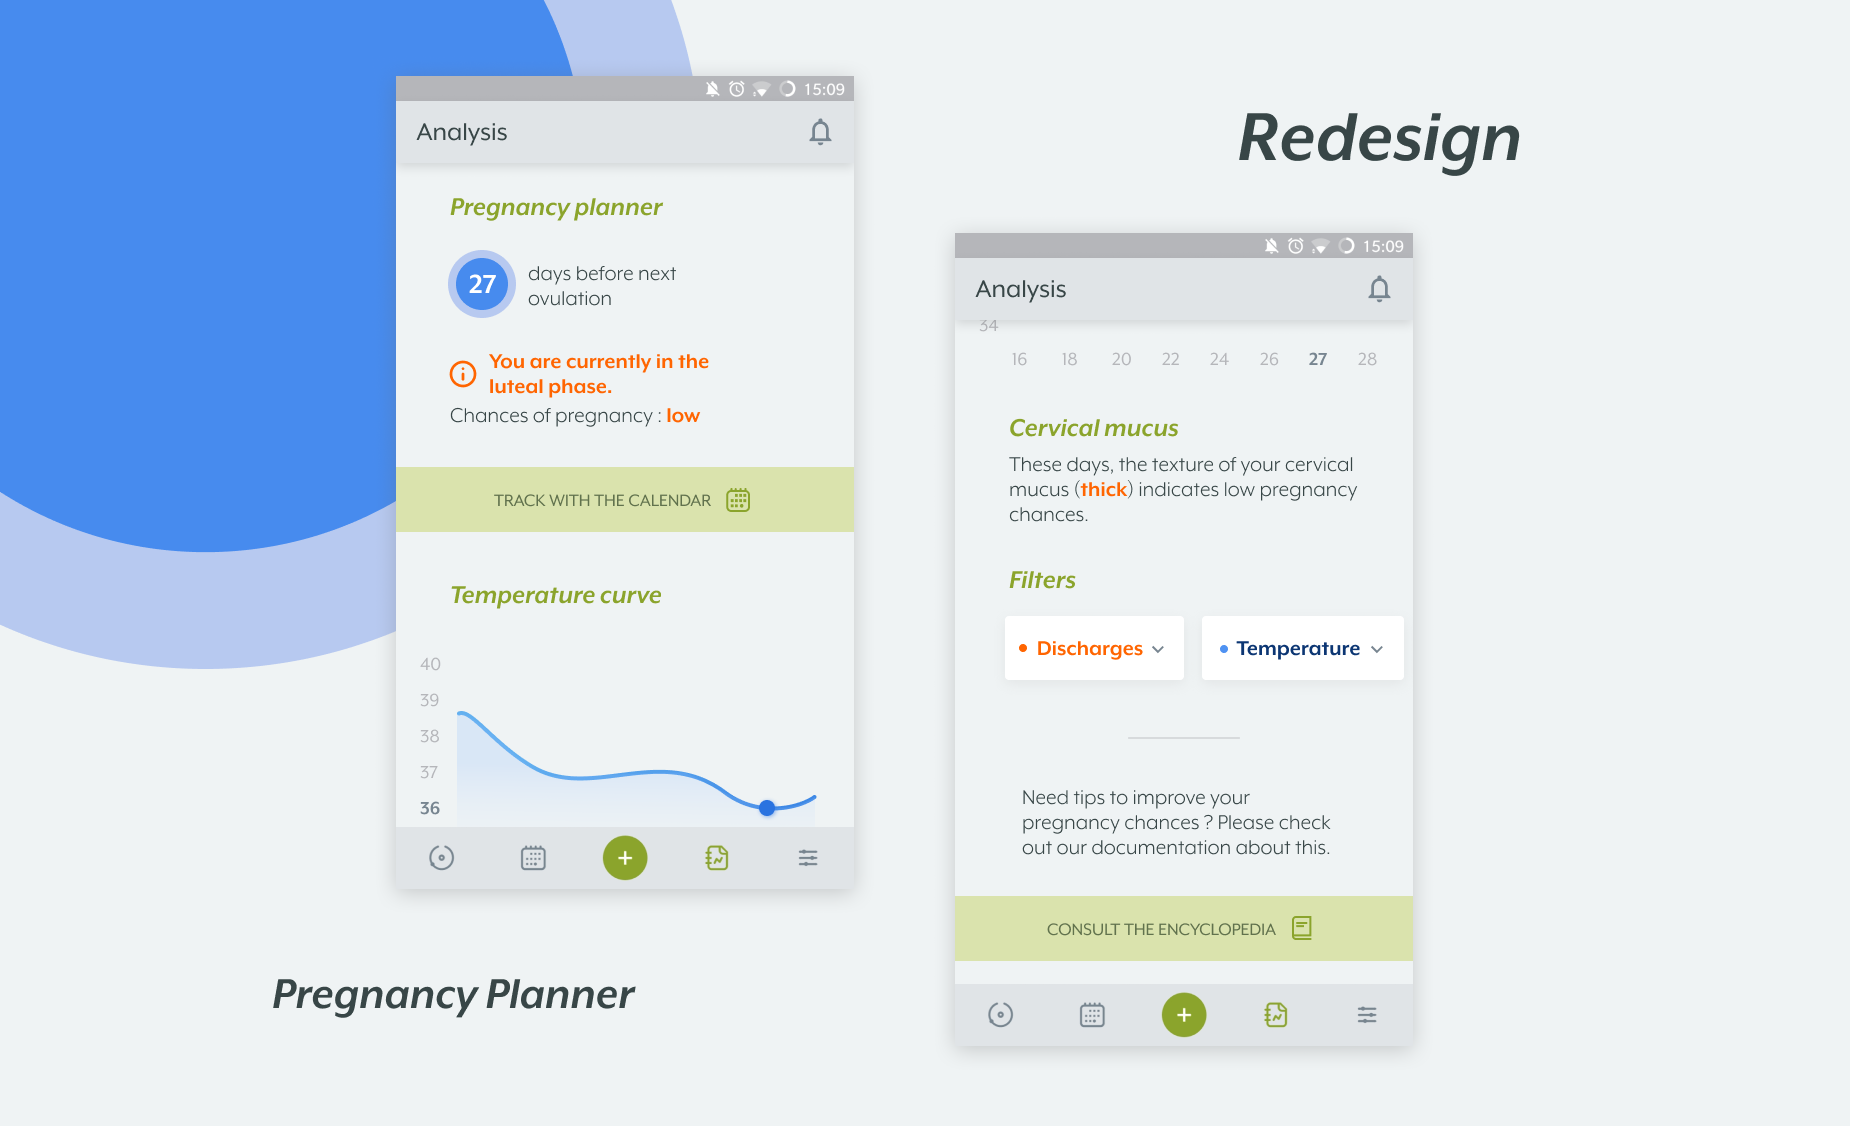 15:09
Analysis
Pregnancy planner
27
days before next
ovulation
You are currently in the
luteal phase.
Chances of pregnancy : low
TRACK WITH THE CALENDAR
Temperature curve
40
39
38
37
36
Pregnancy Planner
Redesign
15:09
Analysis
34
16 18 20 22 24 26 27 28
Cervical mucus
These days, the texture of your cervical
mucus (thick) indicates low pregnancy
chances.
Filters
Discharges
Temperature
Need tips to improve your
pregnancy chances ? Please check
out our documentation about this.
CONSULT THE ENCYCLOPEDIA